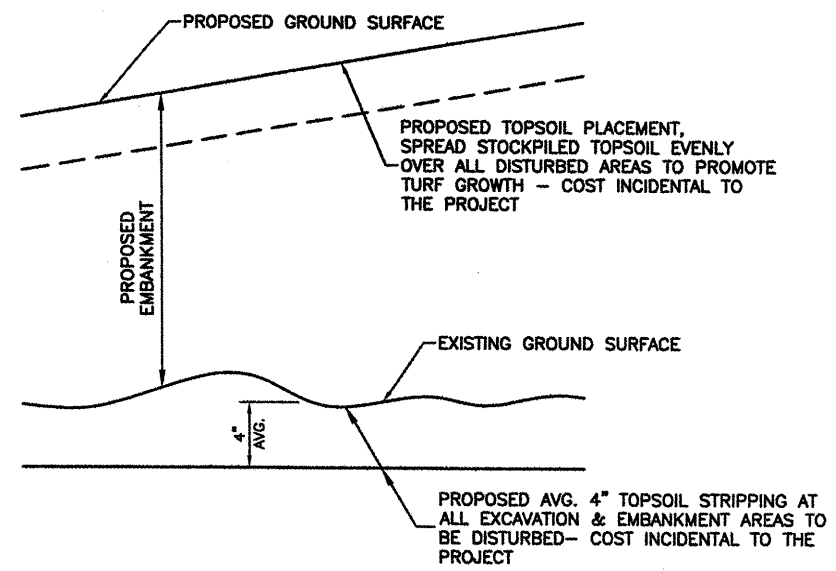 PROPOSED GROUND SURFACE
PROPOSED TOPSOIL PLACEMENT,
SPREAD STOCKPILED TOPSOIL EVENLY
OVER ALL DISTURBED AREAS TO PROMOTE
TURF GROWTH – COST INCIDENTAL TO
THE PROJECT
PROPOSED
EMBANKMENT
EXISTING GROUND SURFACE
4"
AVG.
PROPOSED AVG. 4" TOPSOIL STRIPPING AT
ALL EXCAVATION & EMBANKMENT AREAS TO
BE DISTURBED– COST INCIDENTAL TO THE
PROJECT